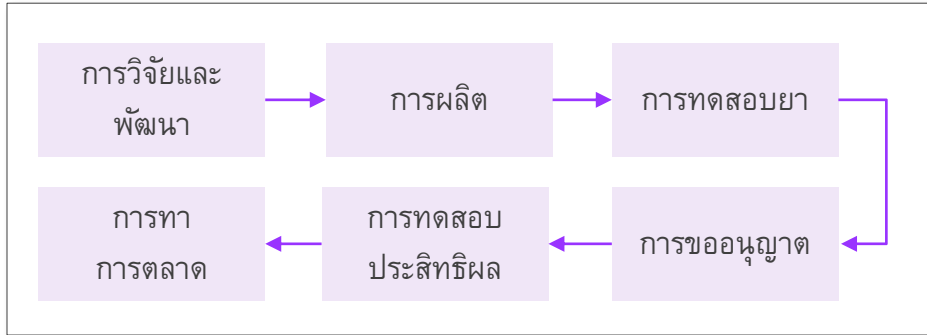 การวิจัยและ
พัฒนา
การผลิต
การทดสอบยา
การขออนุญาต
การทดสอบ
ประสิทธิผล
การทา
การตลาด